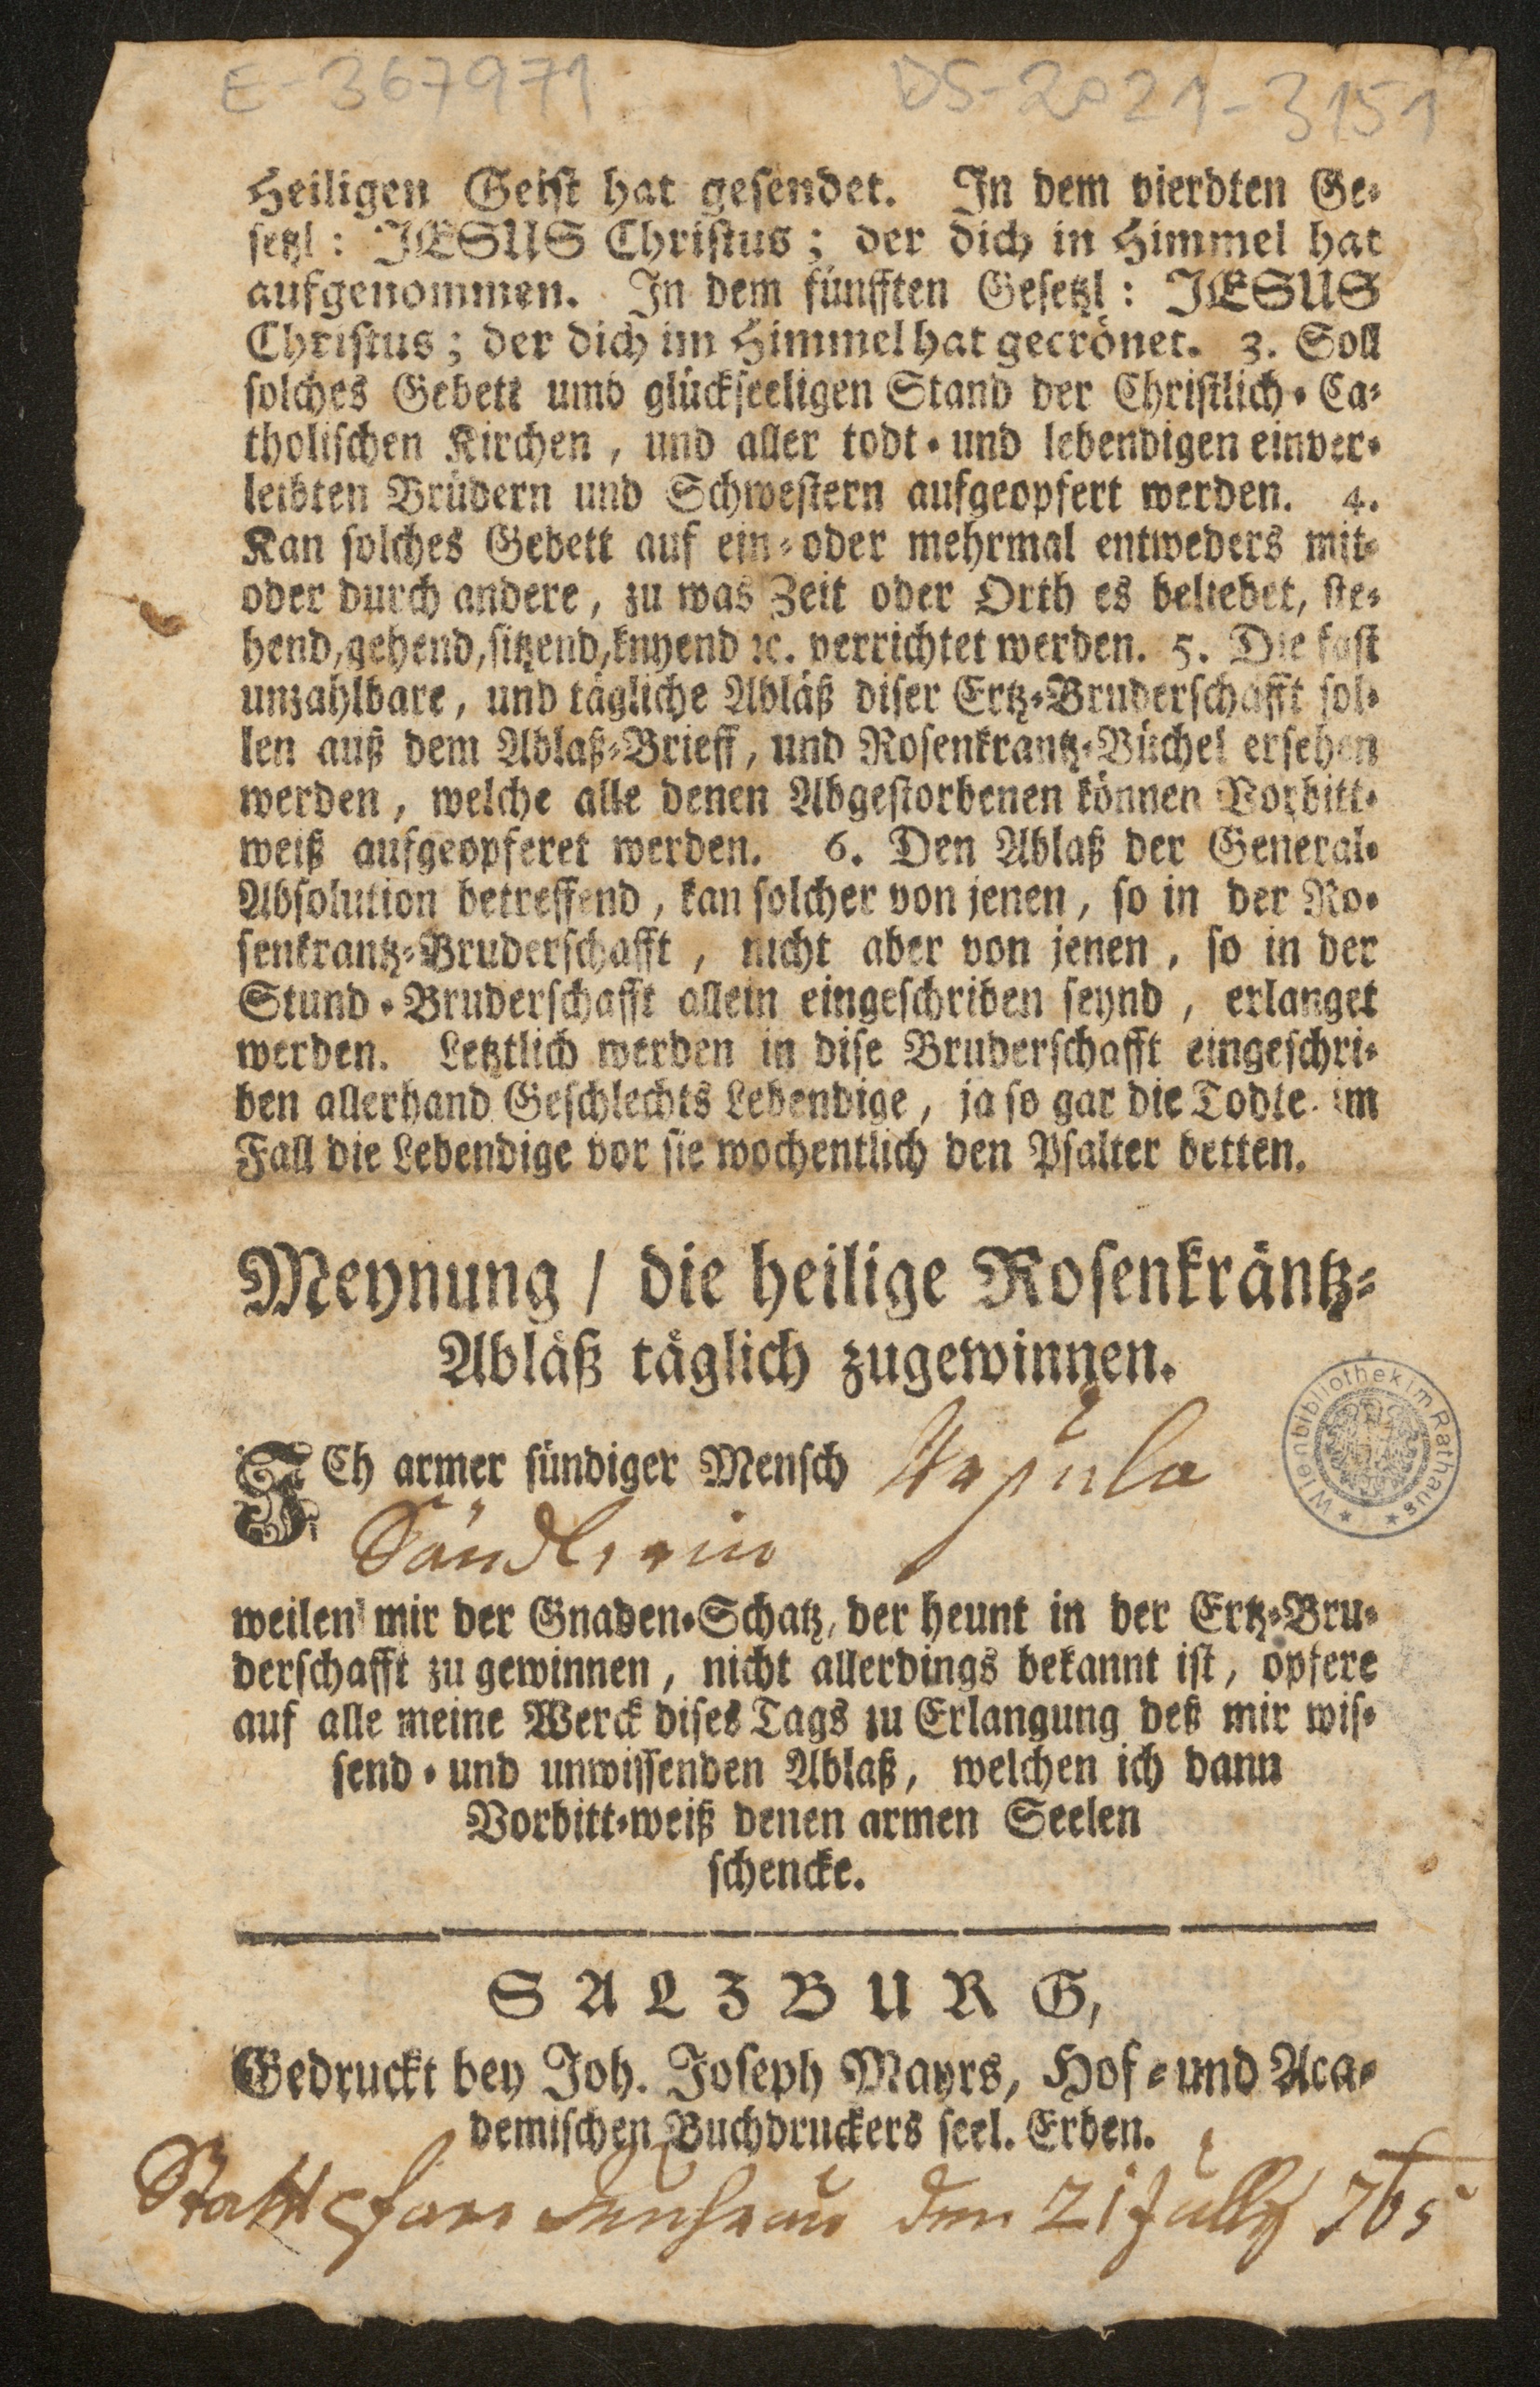 E-367971 DS-2021-3151
Heiligen Geist hat gesendet. In dem vierdten Ge-
setzl: JESUS Christus; der dich in Himmel hat
aufgenommen. In dem fünfften Gesetzl: JESUS
Christus; der dich im Himmel hat gecrönet. 3. Soll
solches Gebett umb glückseeligen Stand der Christlich-Ca-
tholischen Kirchen, und aller todt- und lebendigen einver-
leibten Brüdern und Schwestern aufgeopfert werden. 4.
Kan solches Gebett auf ein- oder mehrmal entweders mit-
oder durch andere, zu was Zeit oder Orth es beliebet, ste-
hend, gehend, sitzend, knyend ꝛc. verrichtet werden. 5. Die fast
unzahlbare, und tägliche Abläß diser Ertz-Bruderschafft sol-
len auß dem Ablaß-Brieff, und Rosenkrantz-Büchel ersehen
werden, welche alle denen Abgestorbenen können Vorbitt-
weiß aufgeopferet werden. 6. Den Ablaß der General-
Absolution betreffend, kan solcher von jenen, so in der Ro-
senkrantz-Bruderschafft, nicht aber von jenen, so in der
Stund-Bruderschafft allein eingeschriben seynd, erlanget
werden. Letztlich werden in dise Bruderschafft eingeschri-
ben allerhand Geschlechts Lebendige, ja so gar die Todte im
Fall die Lebendige vor sie wochentlich den Psalter betten.
Meynung / die heilige Rosenkräntz-
Abläß täglich zugewinnen.
ICh armer sündiger Mensch Ursula
weilen mir der Gnaden-Schatz, der heunt in der Ertz-Bru-
derschafft zu gewinnen, nicht allerdings bekannt ist, opfere
auf alle meine Werck dises Tags zu Erlangung deß mir wis-
send- und unwissenden Ablaß, welchen ich dann
Vorbitt-weiß denen armen Seelen
schencke.
SALZBURG,
Gedruckt bey Joh. Joseph Mayrs, Hof- und Aca-
demischen Buchdruckers seel. Erben.
den 21 Jully 765
Wienbibliothek im Rathaus